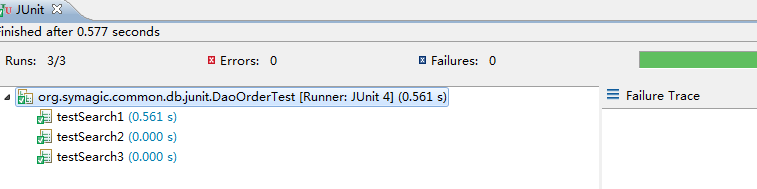 JUnit
Finished after 0.577 seconds
Runs: 3/3 Errors: 0 Failures: 0
org.symagic.common.db.junit.DaoOrderTest [Runner: JUnit 4] (0.561 s)
Failure Trace
testSearch1 (0.561 s)
testSearch2 (0.000 s)
testSearch3 (0.000 s)